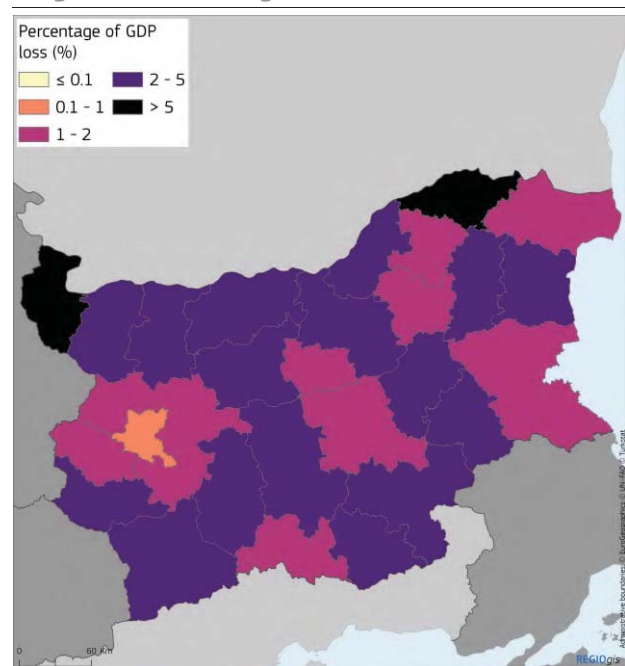 Percentage of GDP
loss (%)
≤ 0.1
2 - 5
0.1 - 1
> 5
1 - 2
0
60 Km
Administrative boundaries: © EuroGeographics © UN-FAO © Turkstat
REGIOgis